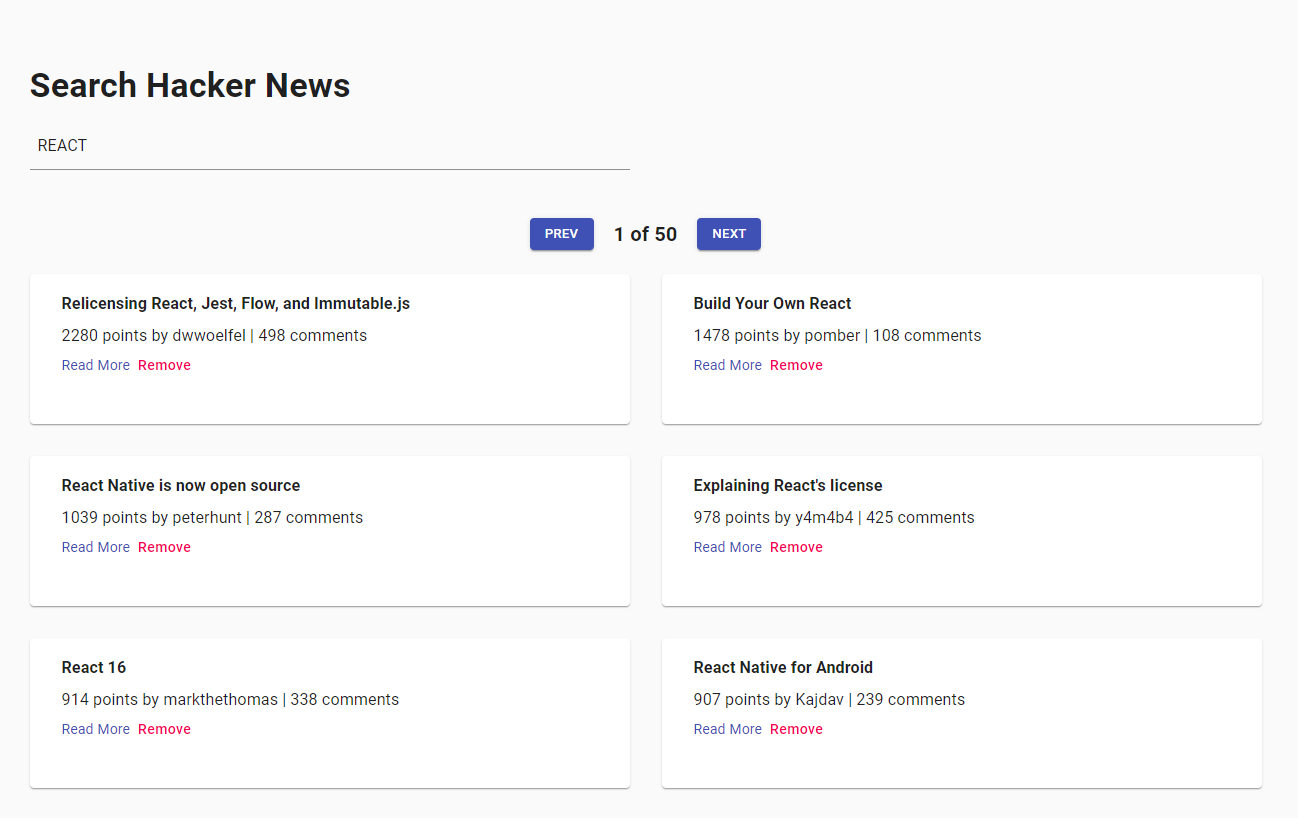 Search Hacker News
REACT
PREV 1 of 50 NEXT
Relicensing React, Jest, Flow, and Immutable.js
2280 points by dwwoelfel | 498 comments
Read More Remove
Build Your Own React
1478 points by pomber | 108 comments
Read More Remove
React Native is now open source
1039 points by peterhunt | 287 comments
Read More Remove
Explaining React's license
978 points by y4m4b4 | 425 comments
Read More Remove
React 16
914 points by markthethomas | 338 comments
Read More Remove
React Native for Android
907 points by Kajdav | 239 comments
Read More Remove